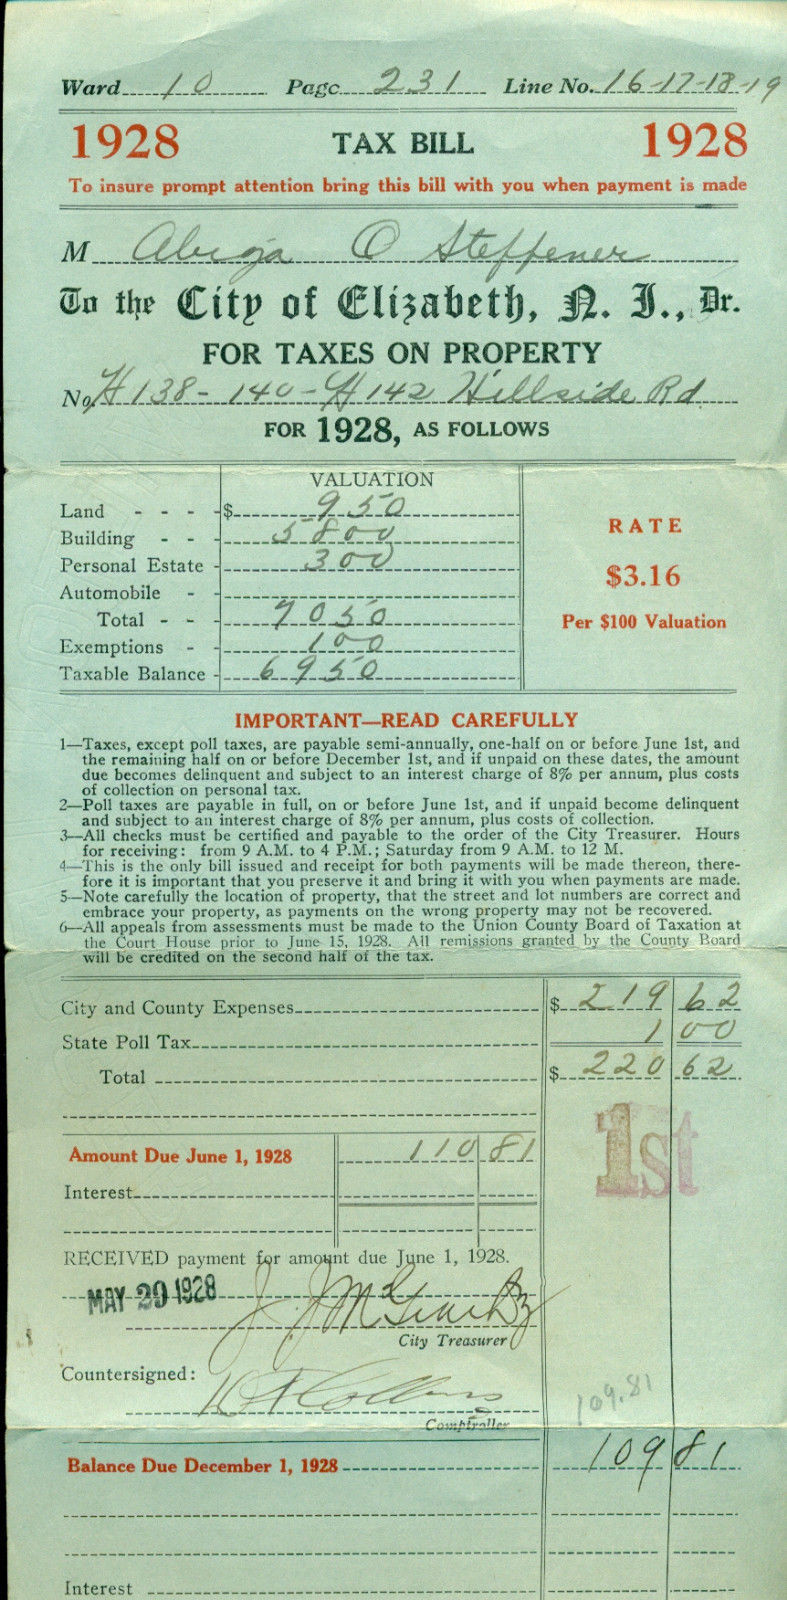 Ward 10 Page 231 Line No. 16-17-18-19
1928 TAX BILL 1928
To insure prompt attention bring this bill with you when payment is made
M O Steffener
To the City of Elizabeth, N. J., Dr.
FOR TAXES ON PROPERTY
No. H 138 - 140 - H 142 Hillside Rd
FOR 1928, AS FOLLOWS
VALUATION
Land - - - - $ 950
Building - - - 5800
Personal Estate - 300
Automobile - -
Total - - - 7050
Exemptions - - 100
Taxable Balance - 6950
RATE
$3.16
Per $100 Valuation
IMPORTANT—READ CAREFULLY
1—Taxes, except poll taxes, are payable semi-annually, one-half on or before June 1st, and
the remaining half on or before December 1st, and if unpaid on these dates, the amount
due becomes delinquent and subject to an interest charge of 8% per annum, plus costs
of collection on personal tax.
2—Poll taxes are payable in full, on or before June 1st, and if unpaid become delinquent
and subject to an interest charge of 8% per annum, plus costs of collection.
3—All checks must be certified and payable to the order of the City Treasurer. Hours
for receiving: from 9 A.M. to 4 P.M.; Saturday from 9 A.M. to 12 M.
4—This is the only bill issued and receipt for both payments will be made thereon, there-
fore it is important that you preserve it and bring it with you when payments are made.
5—Note carefully the location of property, that the street and lot numbers are correct and
embrace your property, as payments on the wrong property may not be recovered.
6—All appeals from assessments must be made to the Union County Board of Taxation at
the Court House prior to June 15, 1928. All remissions granted by the County Board
will be credited on the second half of the tax.
City and County Expenses $ 219 62
State Poll Tax 1 00
Total $ 220 62
1st
Amount Due June 1, 1928 110 81
Interest
RECEIVED payment for amount due June 1, 1928.
MAY 29 1928
City Treasurer
Countersigned:
109.81
Comptroller
Balance Due December 1, 1928 109 81
Interest